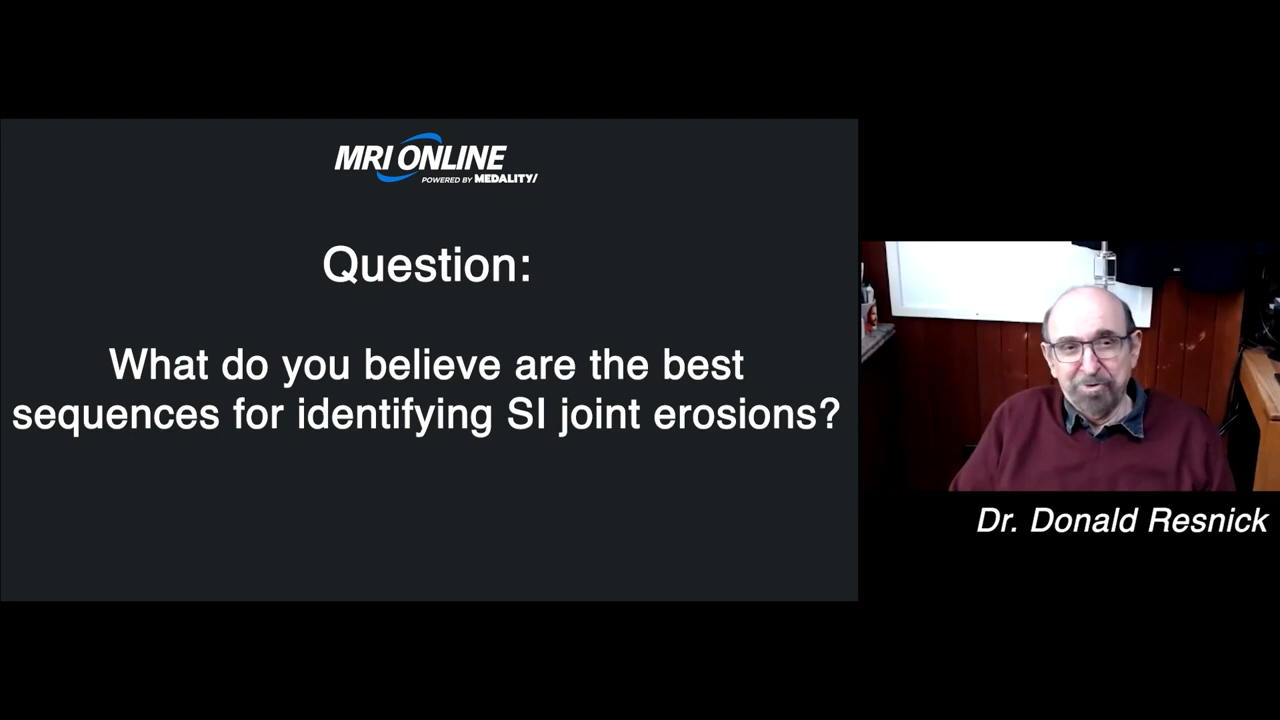 MRI ONLINE
POWERED BY MEDALITY/
Question:
What do you believe are the best
sequences for identifying SI joint erosions?
Dr. Donald Resnick